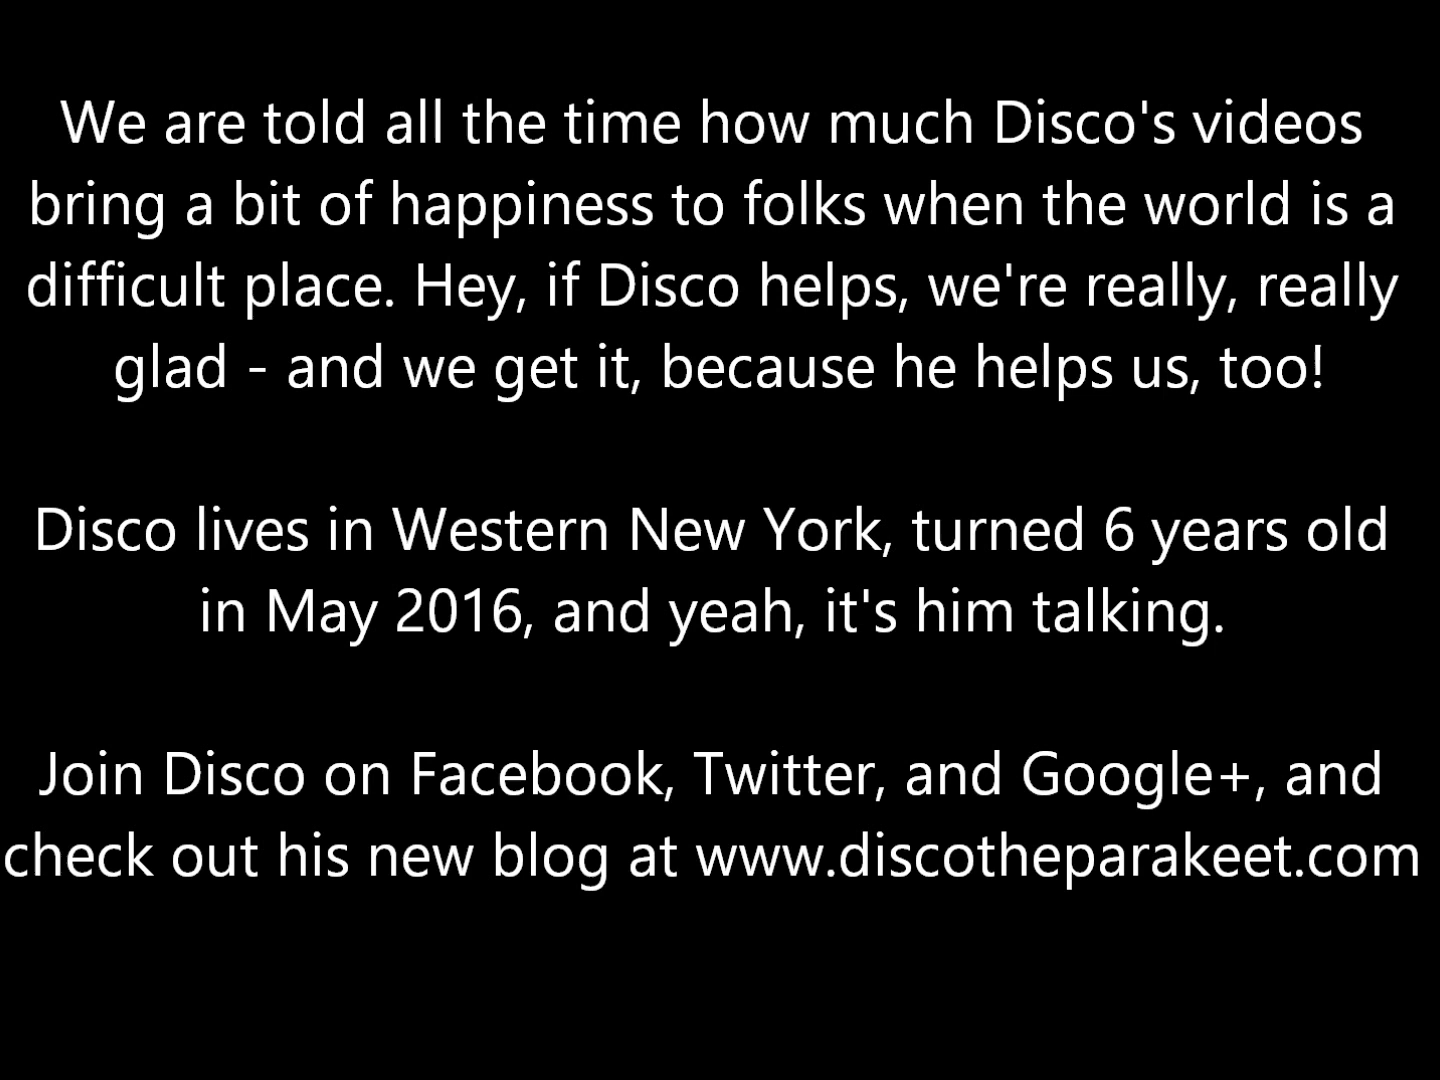 We are told all the time how much Disco's videos
bring a bit of happiness to folks when the world is a
difficult place. Hey, if Disco helps, we're really, really
glad - and we get it, because he helps us, too!
Disco lives in Western New York, turned 6 years old
in May 2016, and yeah, it's him talking.
Join Disco on Facebook, Twitter, and Google+, and
check out his new blog at www.discotheparakeet.com